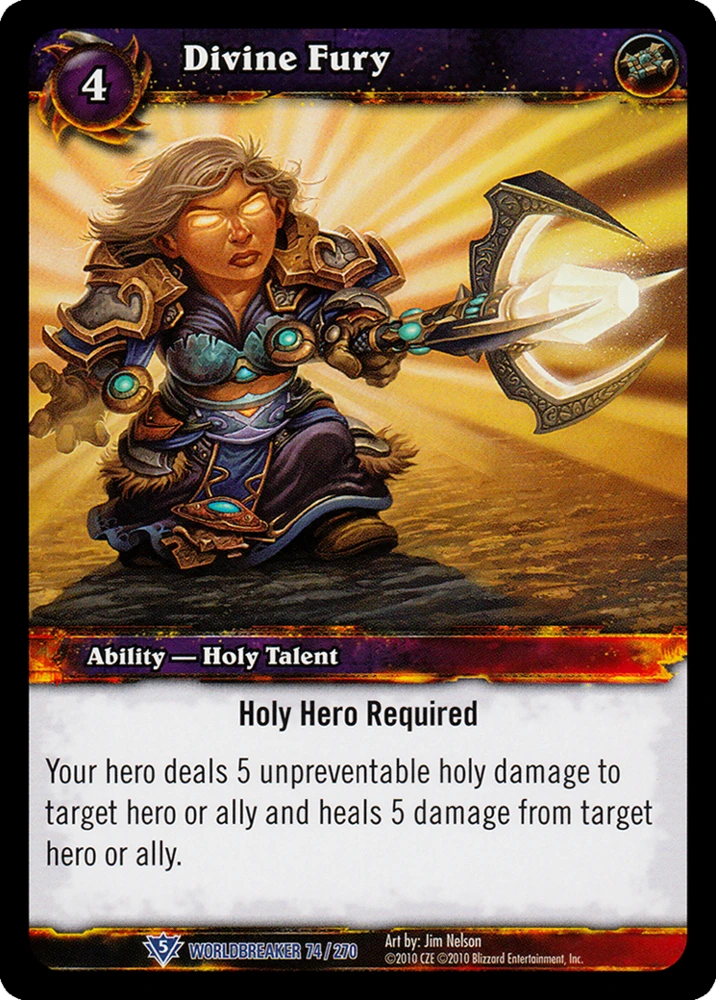 4
Divine Fury
Ability — Holy Talent
Holy Hero Required
Your hero deals 5 unpreventable holy damage to
target hero or ally and heals 5 damage from target
hero or ally.
5 WORLDBREAKER 74/270
Art by: Jim Nelson
©2010 CZE ©2010 Blizzard Entertainment, Inc.